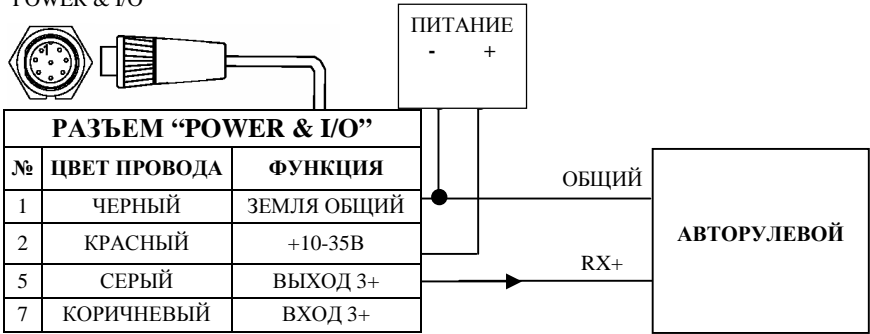 POWER & I/O
ПИТАНИЕ
- +
РАЗЪЕМ “POWER & I/O”
№ ЦВЕТ ПРОВОДА ФУНКЦИЯ
1 ЧЕРНЫЙ ЗЕМЛЯ ОБЩИЙ
2 КРАСНЫЙ +10-35В
5 СЕРЫЙ ВЫХОД 3+
7 КОРИЧНЕВЫЙ ВХОД 3+
ОБЩИЙ
RX+
АВТОРУЛЕВОЙ